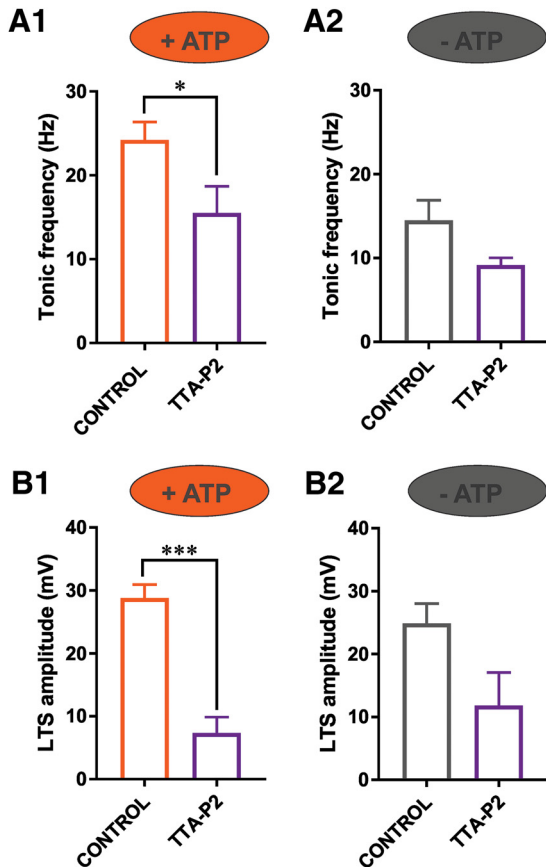 A1
+ ATP
Tonic frequency (Hz)
30
20
10
0
*
CONTROL
TTA-P2
A2
- ATP
Tonic frequency (Hz)
30
20
10
0
CONTROL
TTA-P2
B1
+ ATP
LTS amplitude (mV)
40
30
20
10
0
***
CONTROL
TTA-P2
B2
- ATP
LTS amplitude (mV)
40
30
20
10
0
CONTROL
TTA-P2